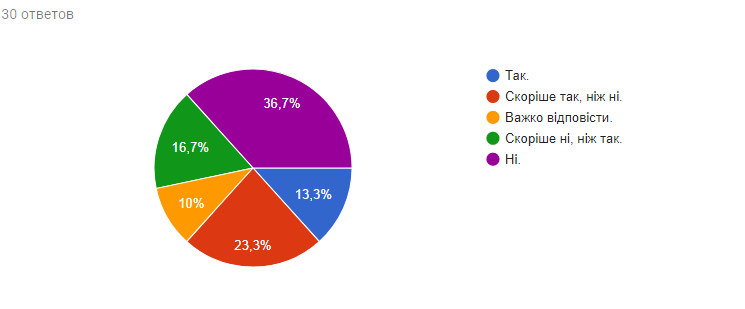 30 ответов
36,7%
16,7%
13,3%
10%
23,3%
Так.
Скоріше так, ніж ні.
Важко відповісти.
Скоріше ні, ніж так.
Ні.